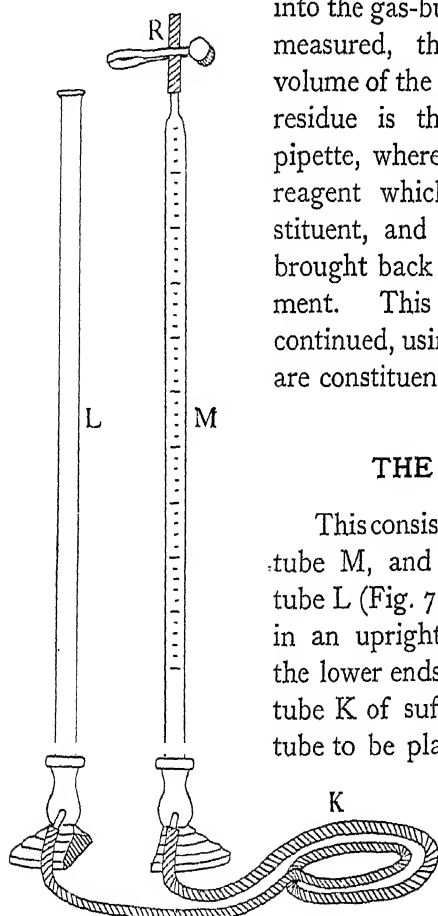 R
into the gas-bu
measured, th
volume of the
residue is th
pipette, where
reagent whic
stituent, and
brought back
ment. This
continued, usin
are constituen
L
M
THE
This consis
tube M, and
tube L (Fig. 7
in an upright
the lower ends
tube K of suf
tube to be pla
K